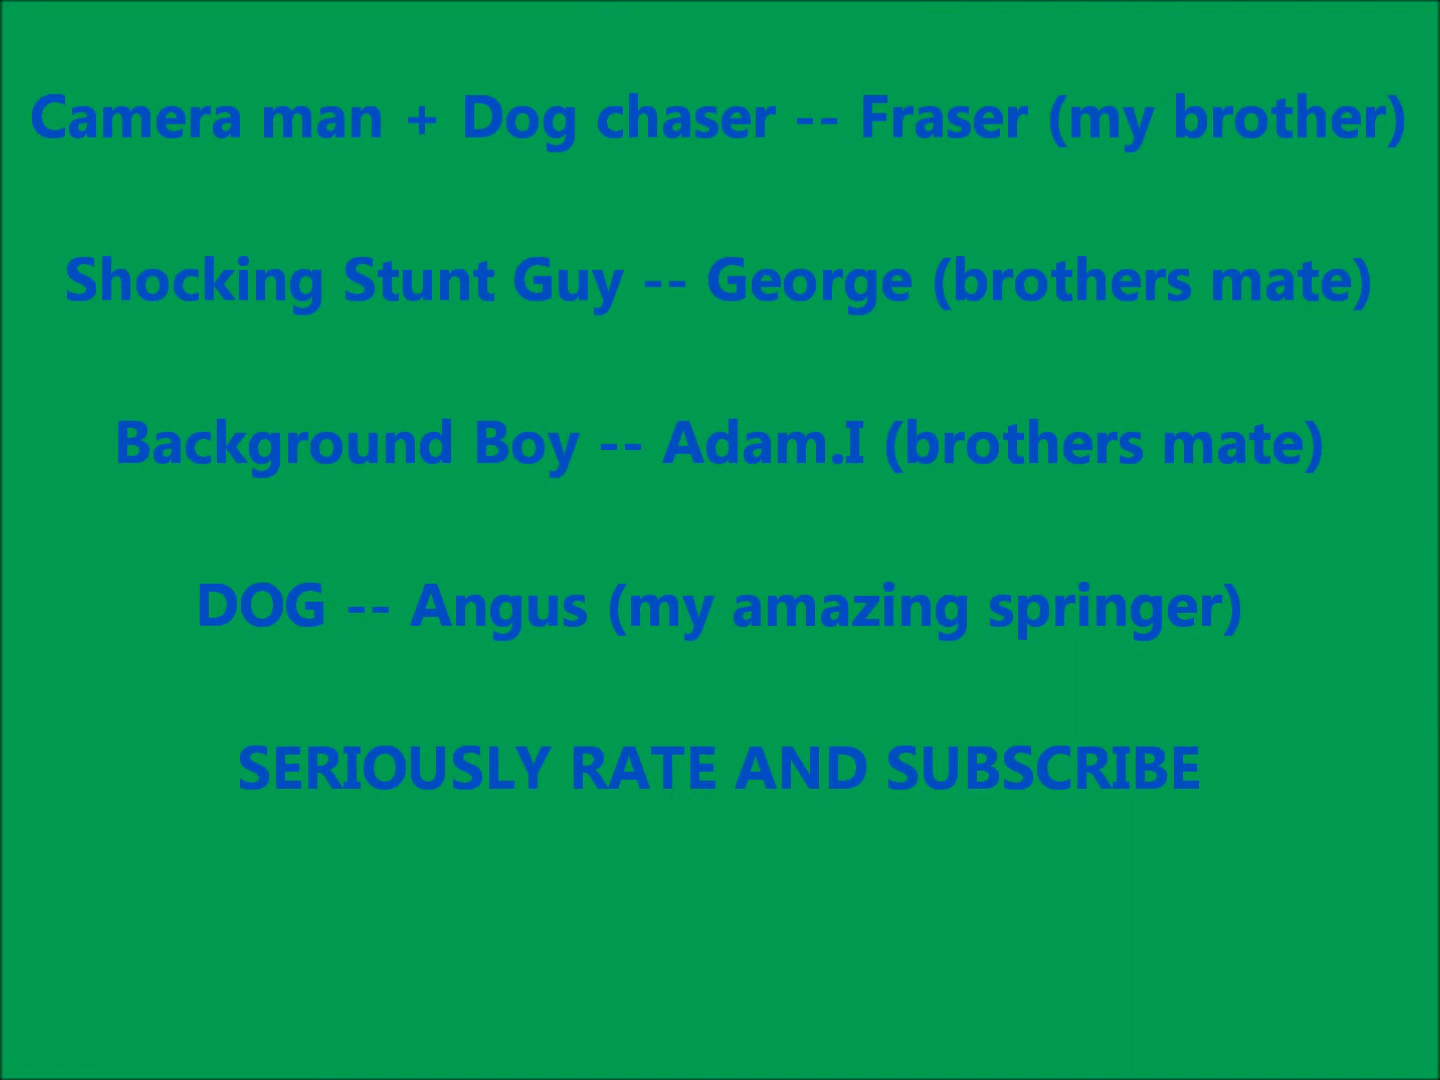 Camera man + Dog chaser -- Fraser (my brother)
Shocking Stunt Guy -- George (brothers mate)
Background Boy -- Adam.I (brothers mate)
DOG -- Angus (my amazing springer)
SERIOUSLY RATE AND SUBSCRIBE